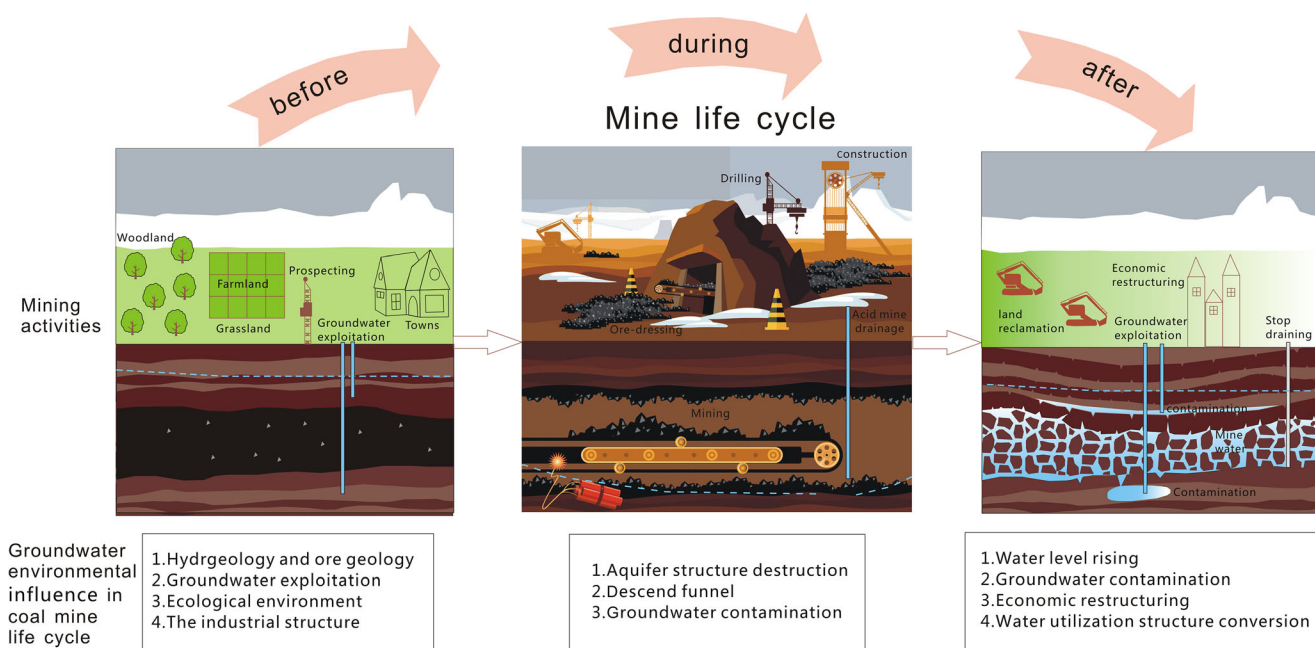 before
during
after
Mine life cycle
Mining
activities
Woodland
Farmland
Grassland
Prospecting
Groundwater
exploitation
Towns
Construction
Drilling
Ore-dressing
Acid mine
drainage
Mining
land
reclamation
Economic
restructuring
Groundwater
exploitation
Stop
draining
contamination
Mine
water
Contamination
Groundwater
environmental
influence in
coal mine
life cycle
1.Hydrgeology and ore geology
2.Groundwater exploitation
3.Ecological environment
4.The industrial structure
1.Aquifer structure destruction
2.Descend funnel
3.Groundwater contamination
1.Water level rising
2.Groundwater contamination
3.Economic restructuring
4.Water utilization structure conversion